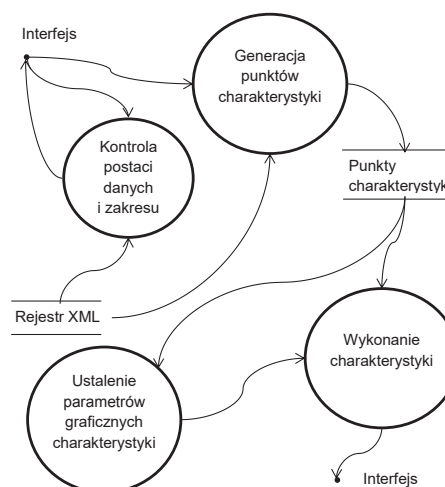 Interfejs
Generacja
punktów
charakterystyki
Kontrola
postaci
danych
i zakresu
Punkty
charakterystyk
Rejestr XML
Wykonanie
charakterystyki
Ustalenie
parametrów
graficznych
charakterystyki
Interfejs